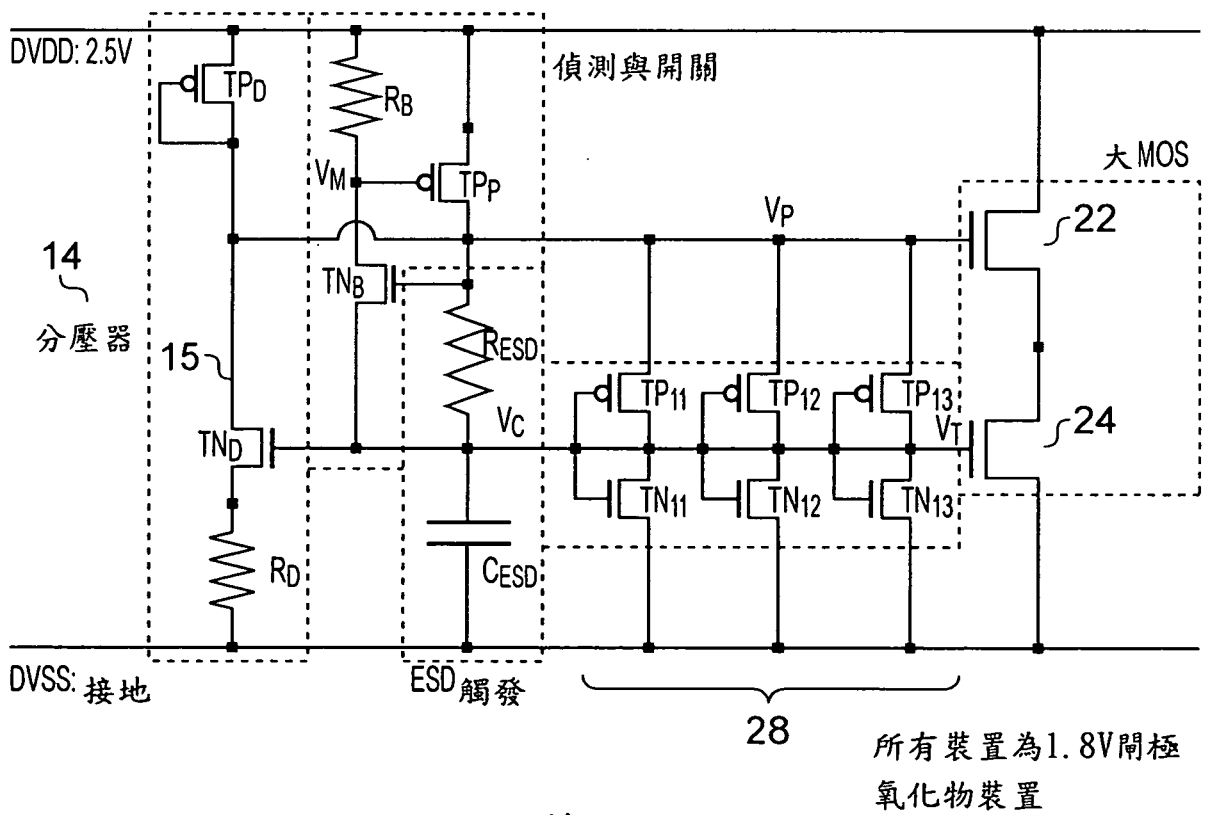 DVDD: 2.5V
TPD
RB
偵測與開關
大MOS
VM
TPP
VP
22
14
分壓器
TNB
15
RESD
TP11
TP12
TP13
VC
VT
24
TND
TN11
TN12
TN13
RD
CESD
DVSS: 接地
ESD 觸發
28
所有裝置為1.8V閘極
氧化物裝置